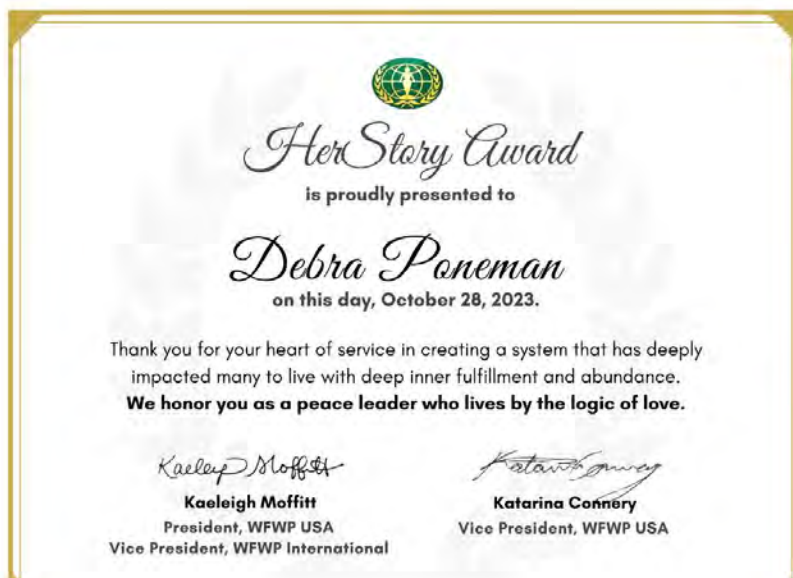 HerStory Award
is proudly presented to
Debra Poneman
on this day, October 28, 2023.
Thank you for your heart of service in creating a system that has deeply
impacted many to live with deep inner fulfillment and abundance.
We honor you as a peace leader who lives by the logic of love.
Kaeleigh Moffitt
Kaeleigh Moffitt
President, WFWP USA
Vice President, WFWP International
Katarina Connery
Katarina Connery
Vice President, WFWP USA